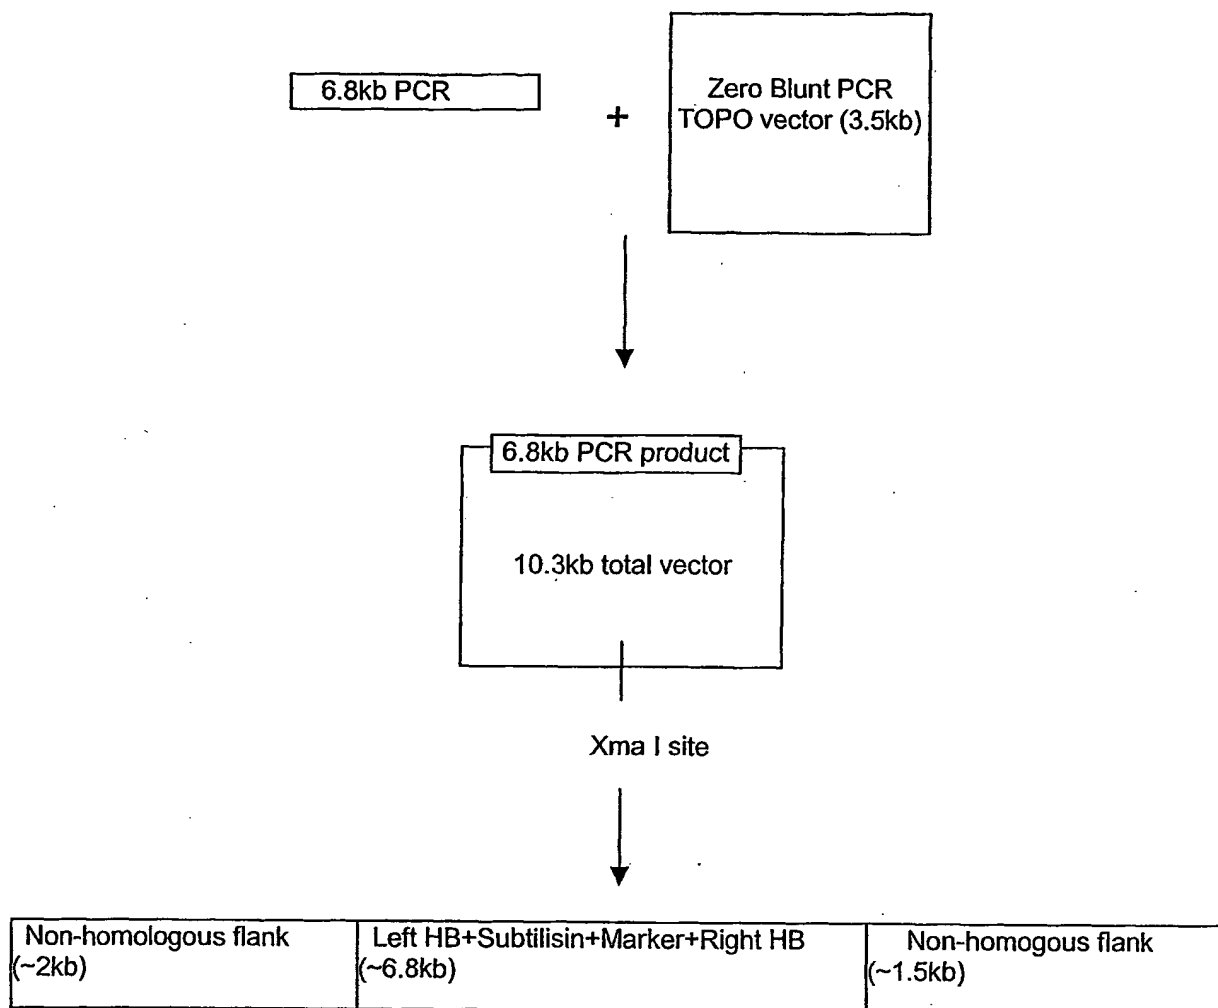 6.8kb PCR
+
Zero Blunt PCR
TOPO vector (3.5kb)
6.8kb PCR product
10.3kb total vector
Xma I site
Non-homologous flank
(~2kb)
Left HB+Subtilisin+Marker+Right HB
(~6.8kb)
Non-homogous flank
(~1.5kb)